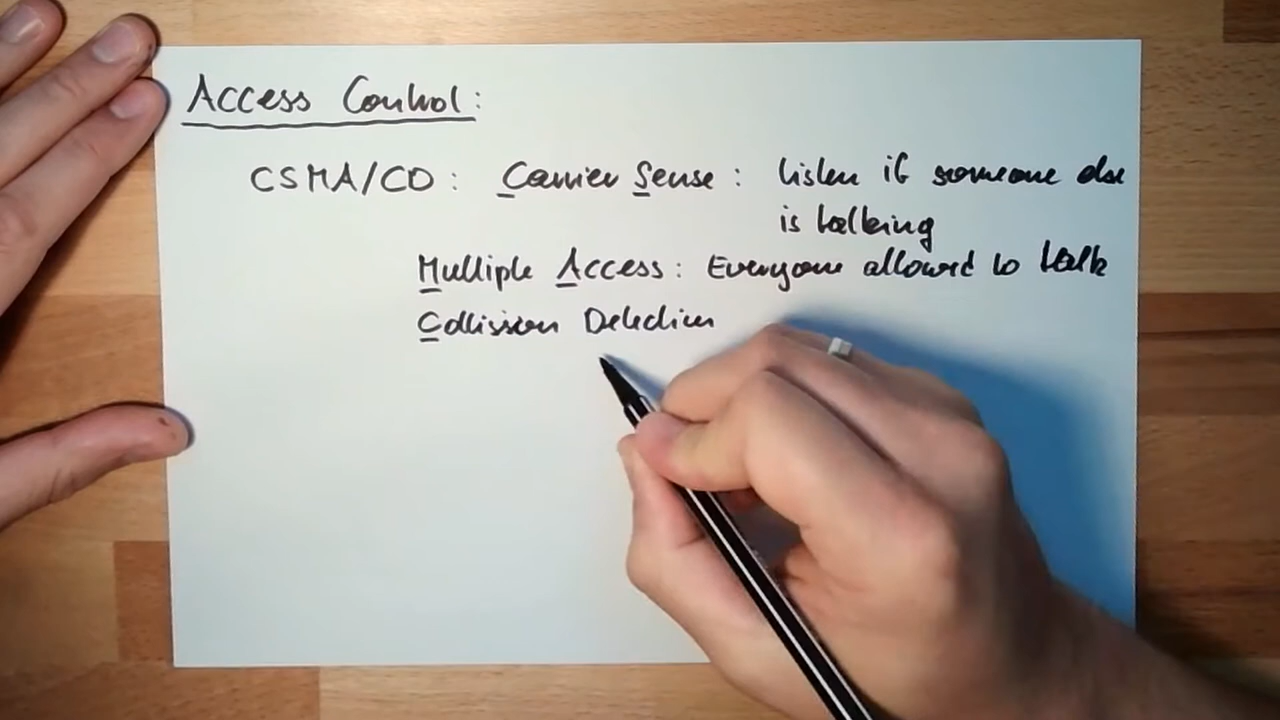 Access Control:
CSMA/CD: Carrier Sense: listen if someone else
is talking
Multiple Access: Everyone allowed to talk
Collission Detection